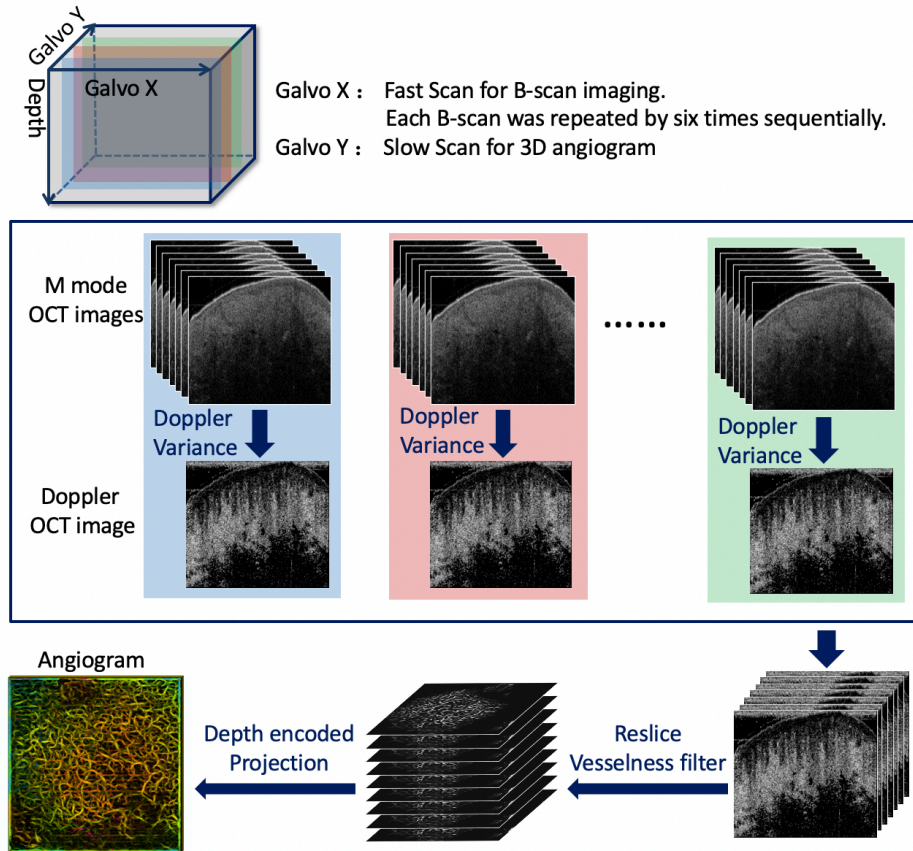 Galvo Y
Galvo X
Depth
Galvo X： Fast Scan for B-scan imaging.
Each B-scan was repeated by six times sequentially.
Galvo Y： Slow Scan for 3D angiogram
M mode
OCT images
......
Doppler
Variance
Doppler
Variance
Doppler
Variance
Doppler
OCT image
Angiogram
Depth encoded
Projection
Reslice
Vesselness filter